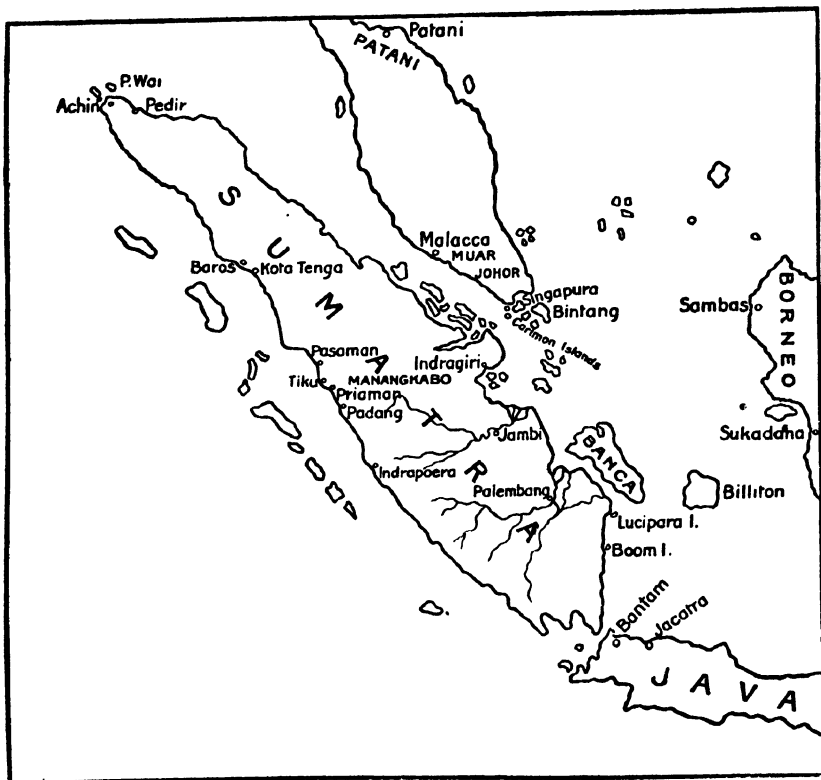 Patani
PATANI
P. Wai
Achin
Pedir
SUMATRA
Malacca
MUAR
JOHOR
Singapura
Bintang
Carimon Islands
Baros
Kota Tenga
Sambas
BORNEO
Pasaman
Indragiri
Tiku
MANANGKABO
Priaman
Padang
Jambi
BANCA
Sukadana
Indrapoera
Palembang
Billiton
Lucipara I.
Boom I.
Bantam
Jacatra
JAVA